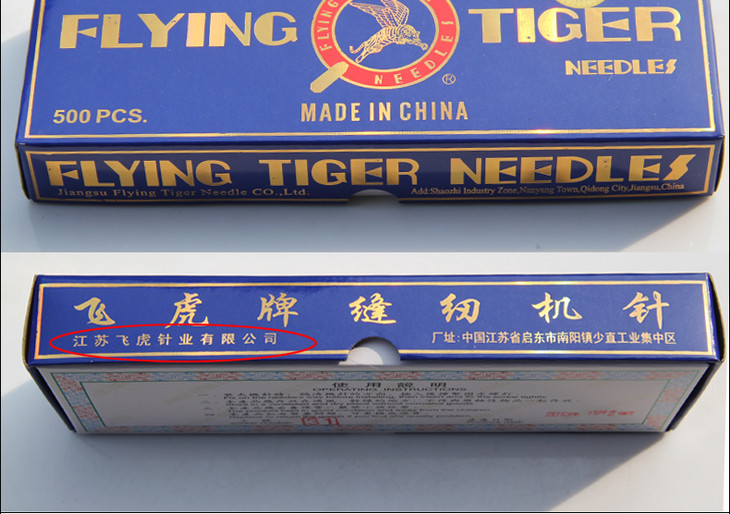 FLYING TIGER
FLYING
NEEDLES
NEEDLES
®
500 PCS.
MADE IN CHINA
FLYING TIGER NEEDLES
Jiangsu Flying Tiger Needle CO.,Ltd.
Add:Shaozhi Industry Zone,Nanyang Town,Qidong City,Jiangsu,China
飞虎牌缝纫机针
江苏飞虎针业有限公司
厂址:中国江苏省启东市南阳镇少直工业集中区
使用說明
OPERATING INSTRUCTIONS